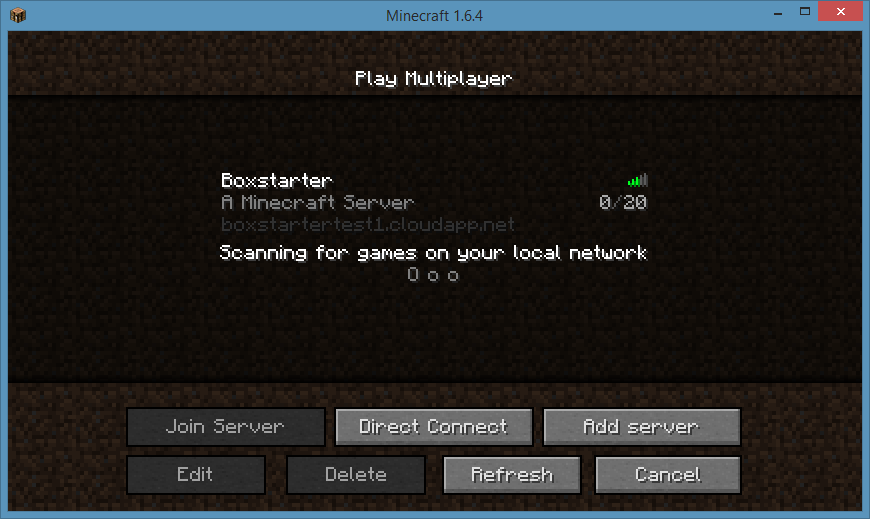 Minecraft 1.6.4
Play Multiplayer
Boxstarter
A Minecraft Server 0/20
boxstartertest1.cloudapp.net
Scanning for games on your local network
O o o
Join Server Direct Connect Add server
Edit Delete Refresh Cancel